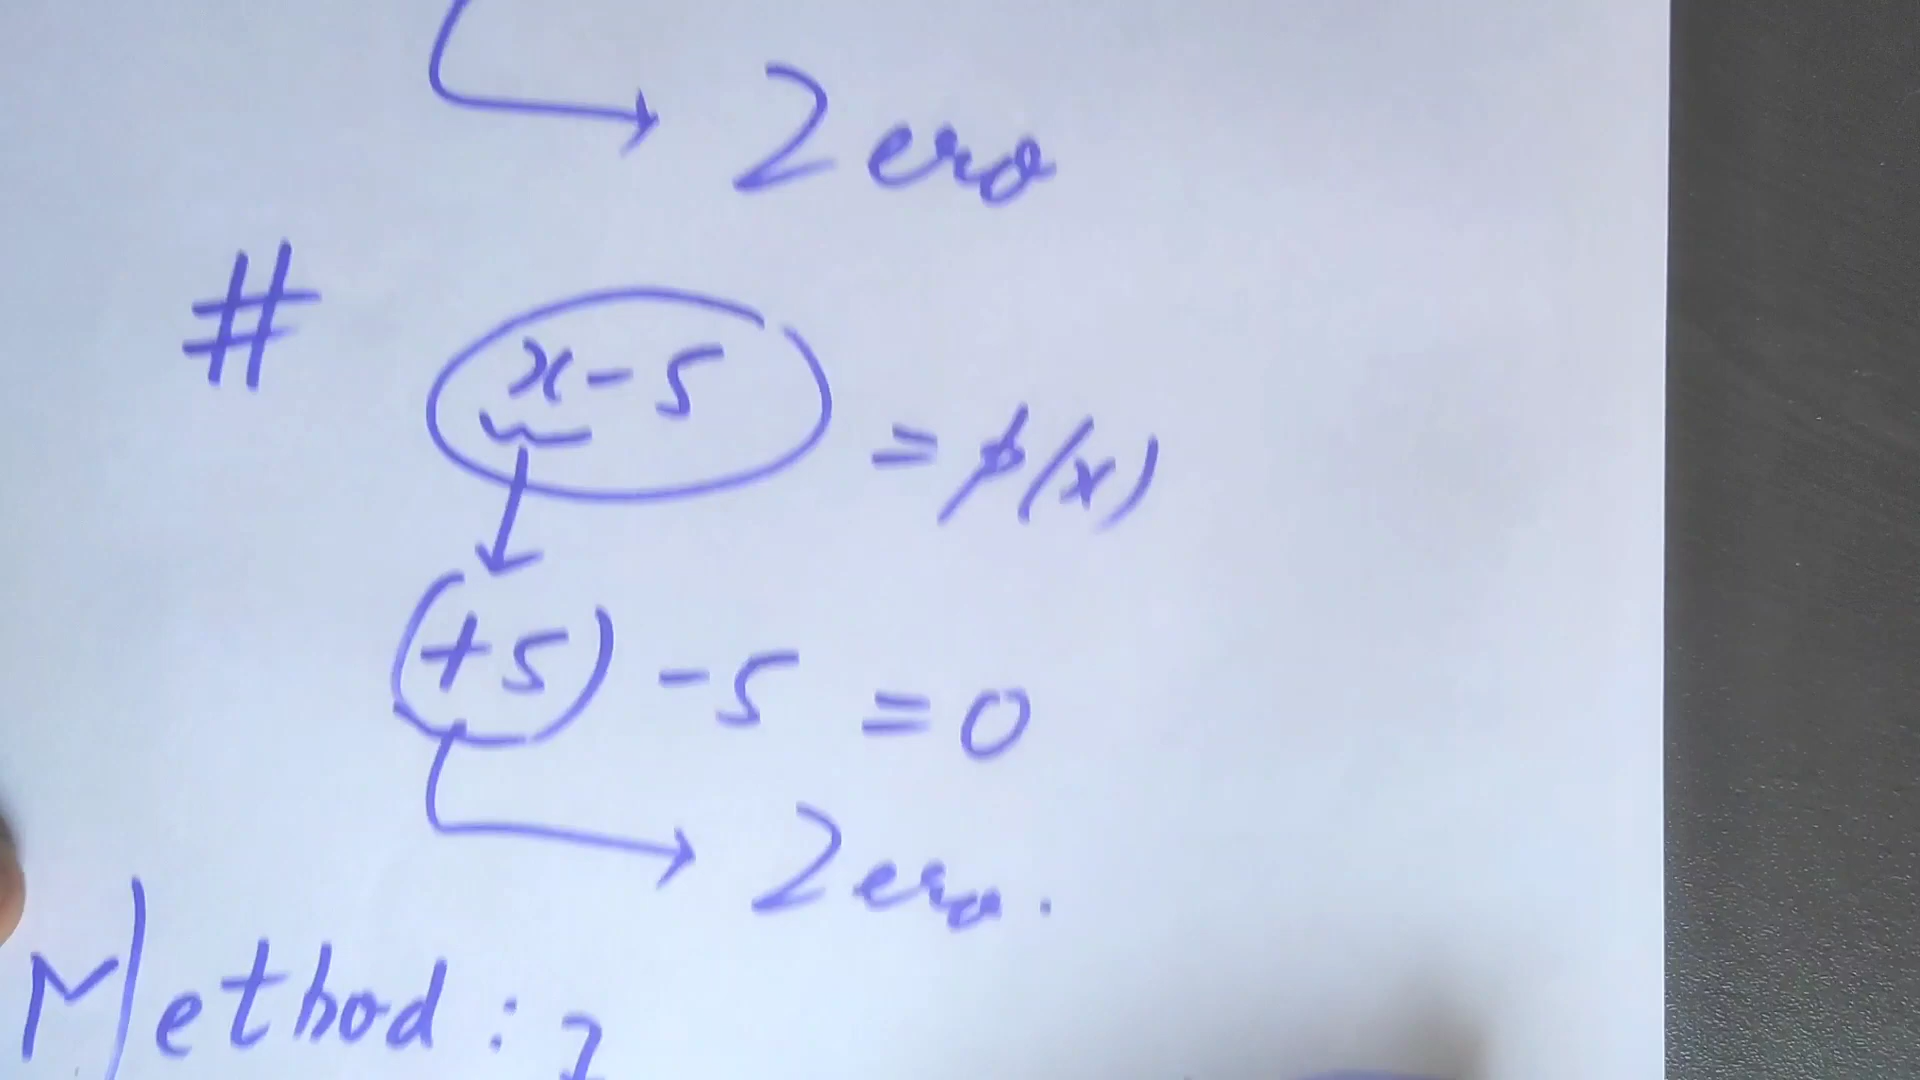 Zero
# x-5 = p(x)
(+5) -5 = 0
Zero.
Method: